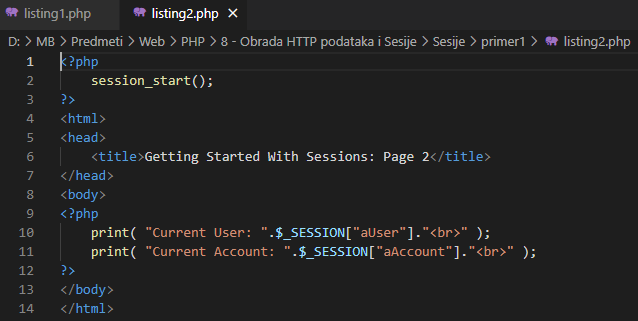 listing1.php listing2.php
D: > MB > Predmeti > Web > PHP > 8 - Obrada HTTP podataka i Sesije > Sesije > primer1 > listing2.php
1 <?php
2     session_start();
3 ?>
4 <html>
5 <head>
6     <title>Getting Started With Sessions: Page 2</title>
7 </head>
8 <body>
9 <?php
10     print( "Current User: ".$_SESSION["aUser"]."<br>" );
11     print( "Current Account: ".$_SESSION["aAccount"]."<br>" );
12 ?>
13 </body>
14 </html>